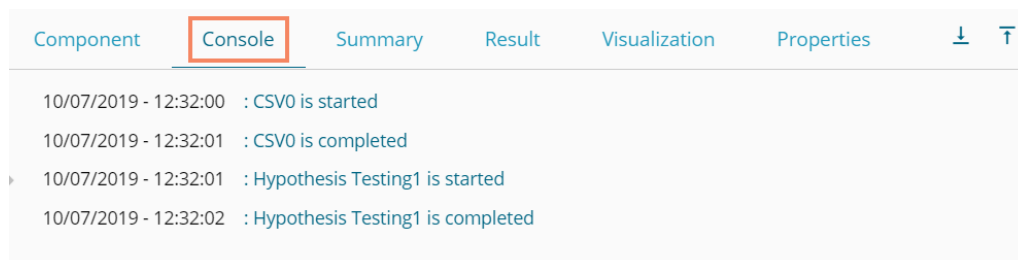 Component Console Summary Result Visualization Properties
10/07/2019 - 12:32:00 : CSV0 is started
10/07/2019 - 12:32:01 : CSV0 is completed
10/07/2019 - 12:32:01 : Hypothesis Testing1 is started
10/07/2019 - 12:32:02 : Hypothesis Testing1 is completed